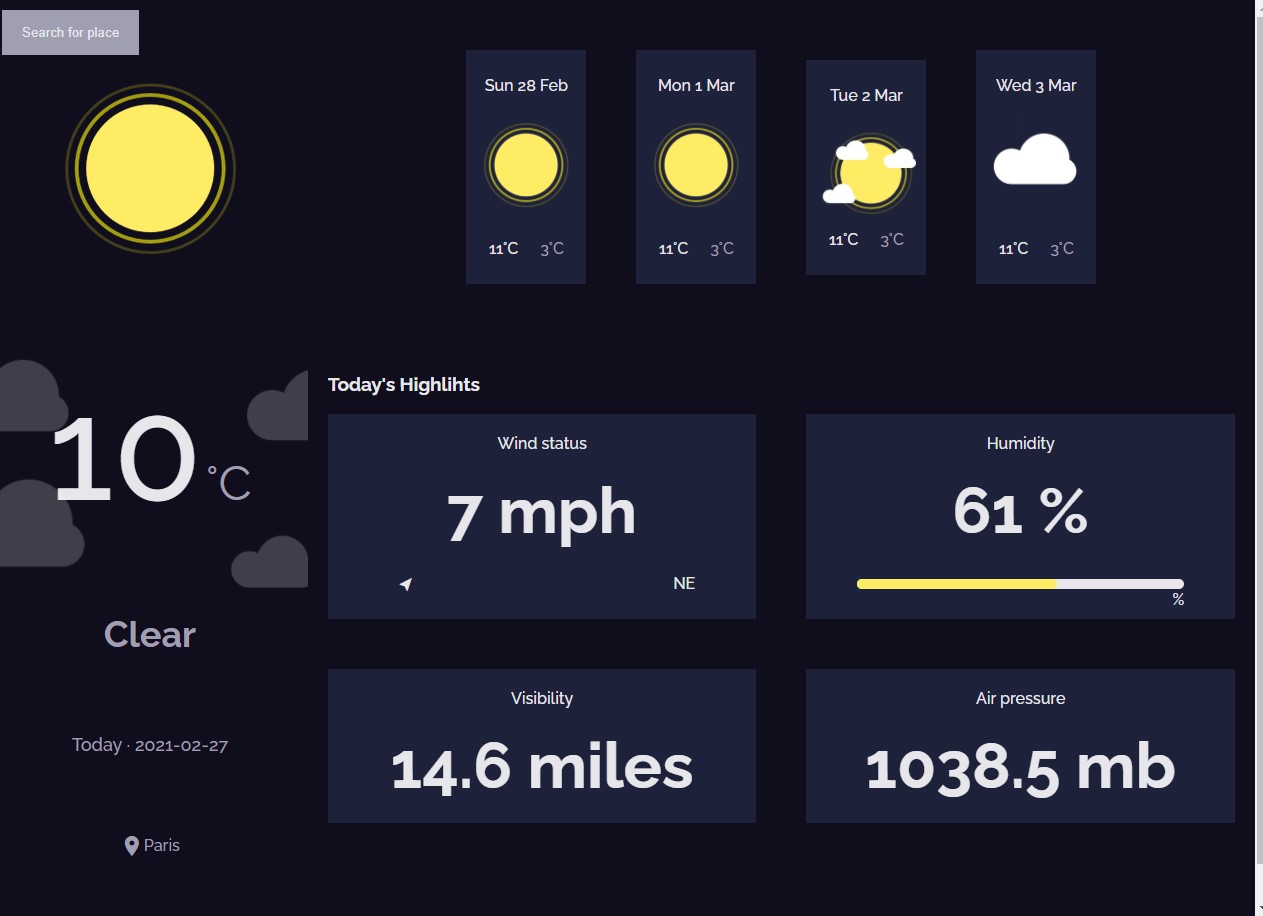 Search for place
Sun 28 Feb
Mon 1 Mar
Tue 2 Mar
Wed 3 Mar
11°C 3°C
11°C 3°C
11°C 3°C
11°C 3°C
10 °C
Clear
Today · 2021-02-27
Paris
Today's Highlihts
Wind status
7 mph
NE
Humidity
61 %
%
Visibility
14.6 miles
Air pressure
1038.5 mb